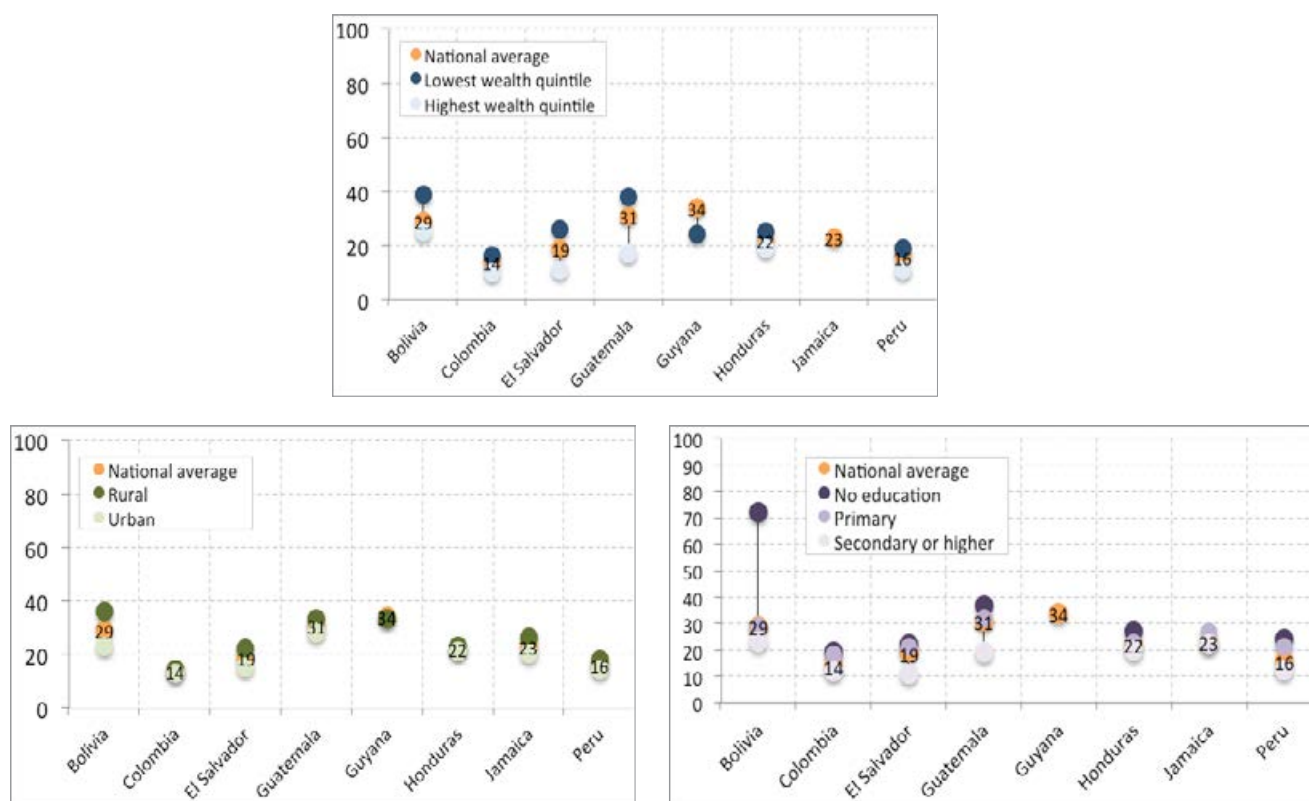 100
80
60
40
20
0
National average
Lowest wealth quintile
Highest wealth quintile
29
14
19
31
34
22
23
16
Bolivia
Colombia
El Salvador
Guatemala
Guyana
Honduras
Jamaica
Peru
100
80
60
40
20
0
National average
Rural
Urban
29
14
19
31
34
22
23
16
Bolivia
Colombia
El Salvador
Guatemala
Guyana
Honduras
Jamaica
Peru
100
90
80
70
60
50
40
30
20
10
0
National average
No education
Primary
Secondary or higher
29
14
19
31
34
22
23
16
Bolivia
Colombia
El Salvador
Guatemala
Guyana
Honduras
Jamaica
Peru